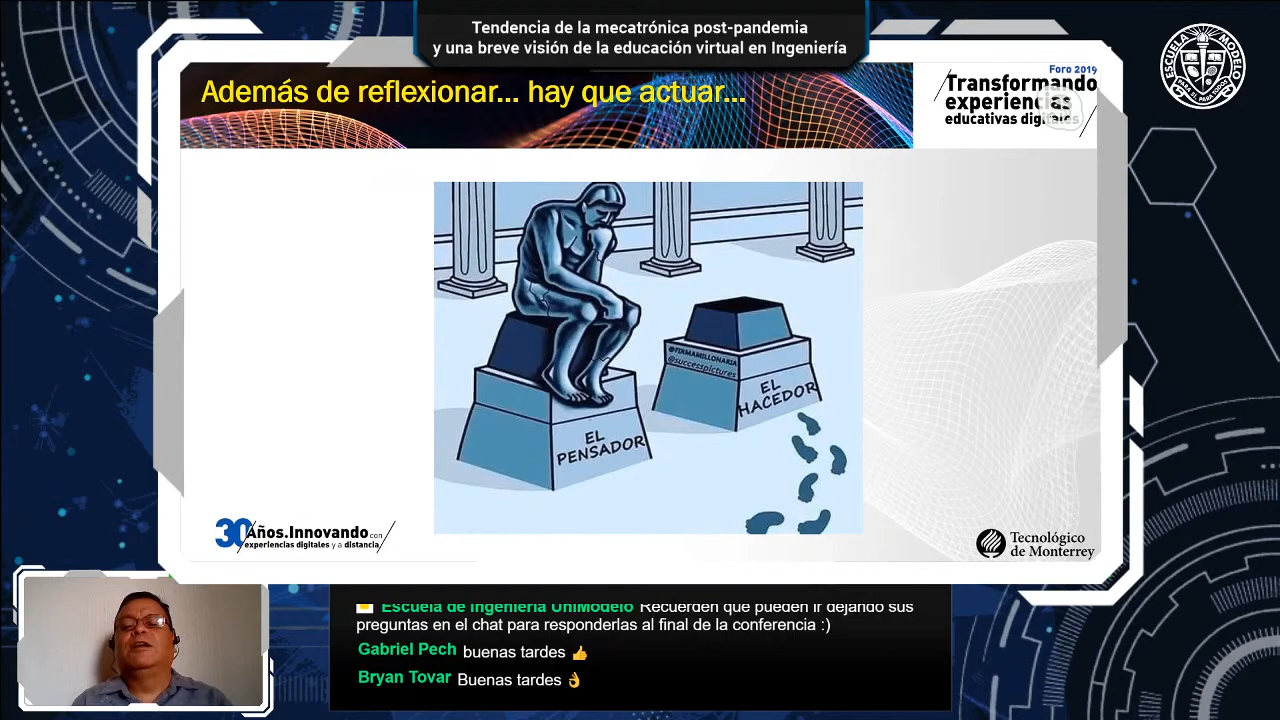 Tendencia de la mecatrónica post-pandemia
y una breve visión de la educación virtual en Ingeniería
ESCUELA MODELO
Además de reflexionar... hay que actuar...
Foro 2019
Transformando
experiencias
educativas digitales
@FIRMAMILLONARIA
@successpictures
EL
HACEDOR
EL
PENSADOR
30 Años.Innovando con
experiencias digitales y a distancia
Tecnológico
de Monterrey
Escuela de Ingeniería UniModelo Recuerden que pueden ir dejando sus
preguntas en el chat para responderlas al final de la conferencia :)
Gabriel Pech buenas tardes 👍
Bryan Tovar Buenas tardes 👌